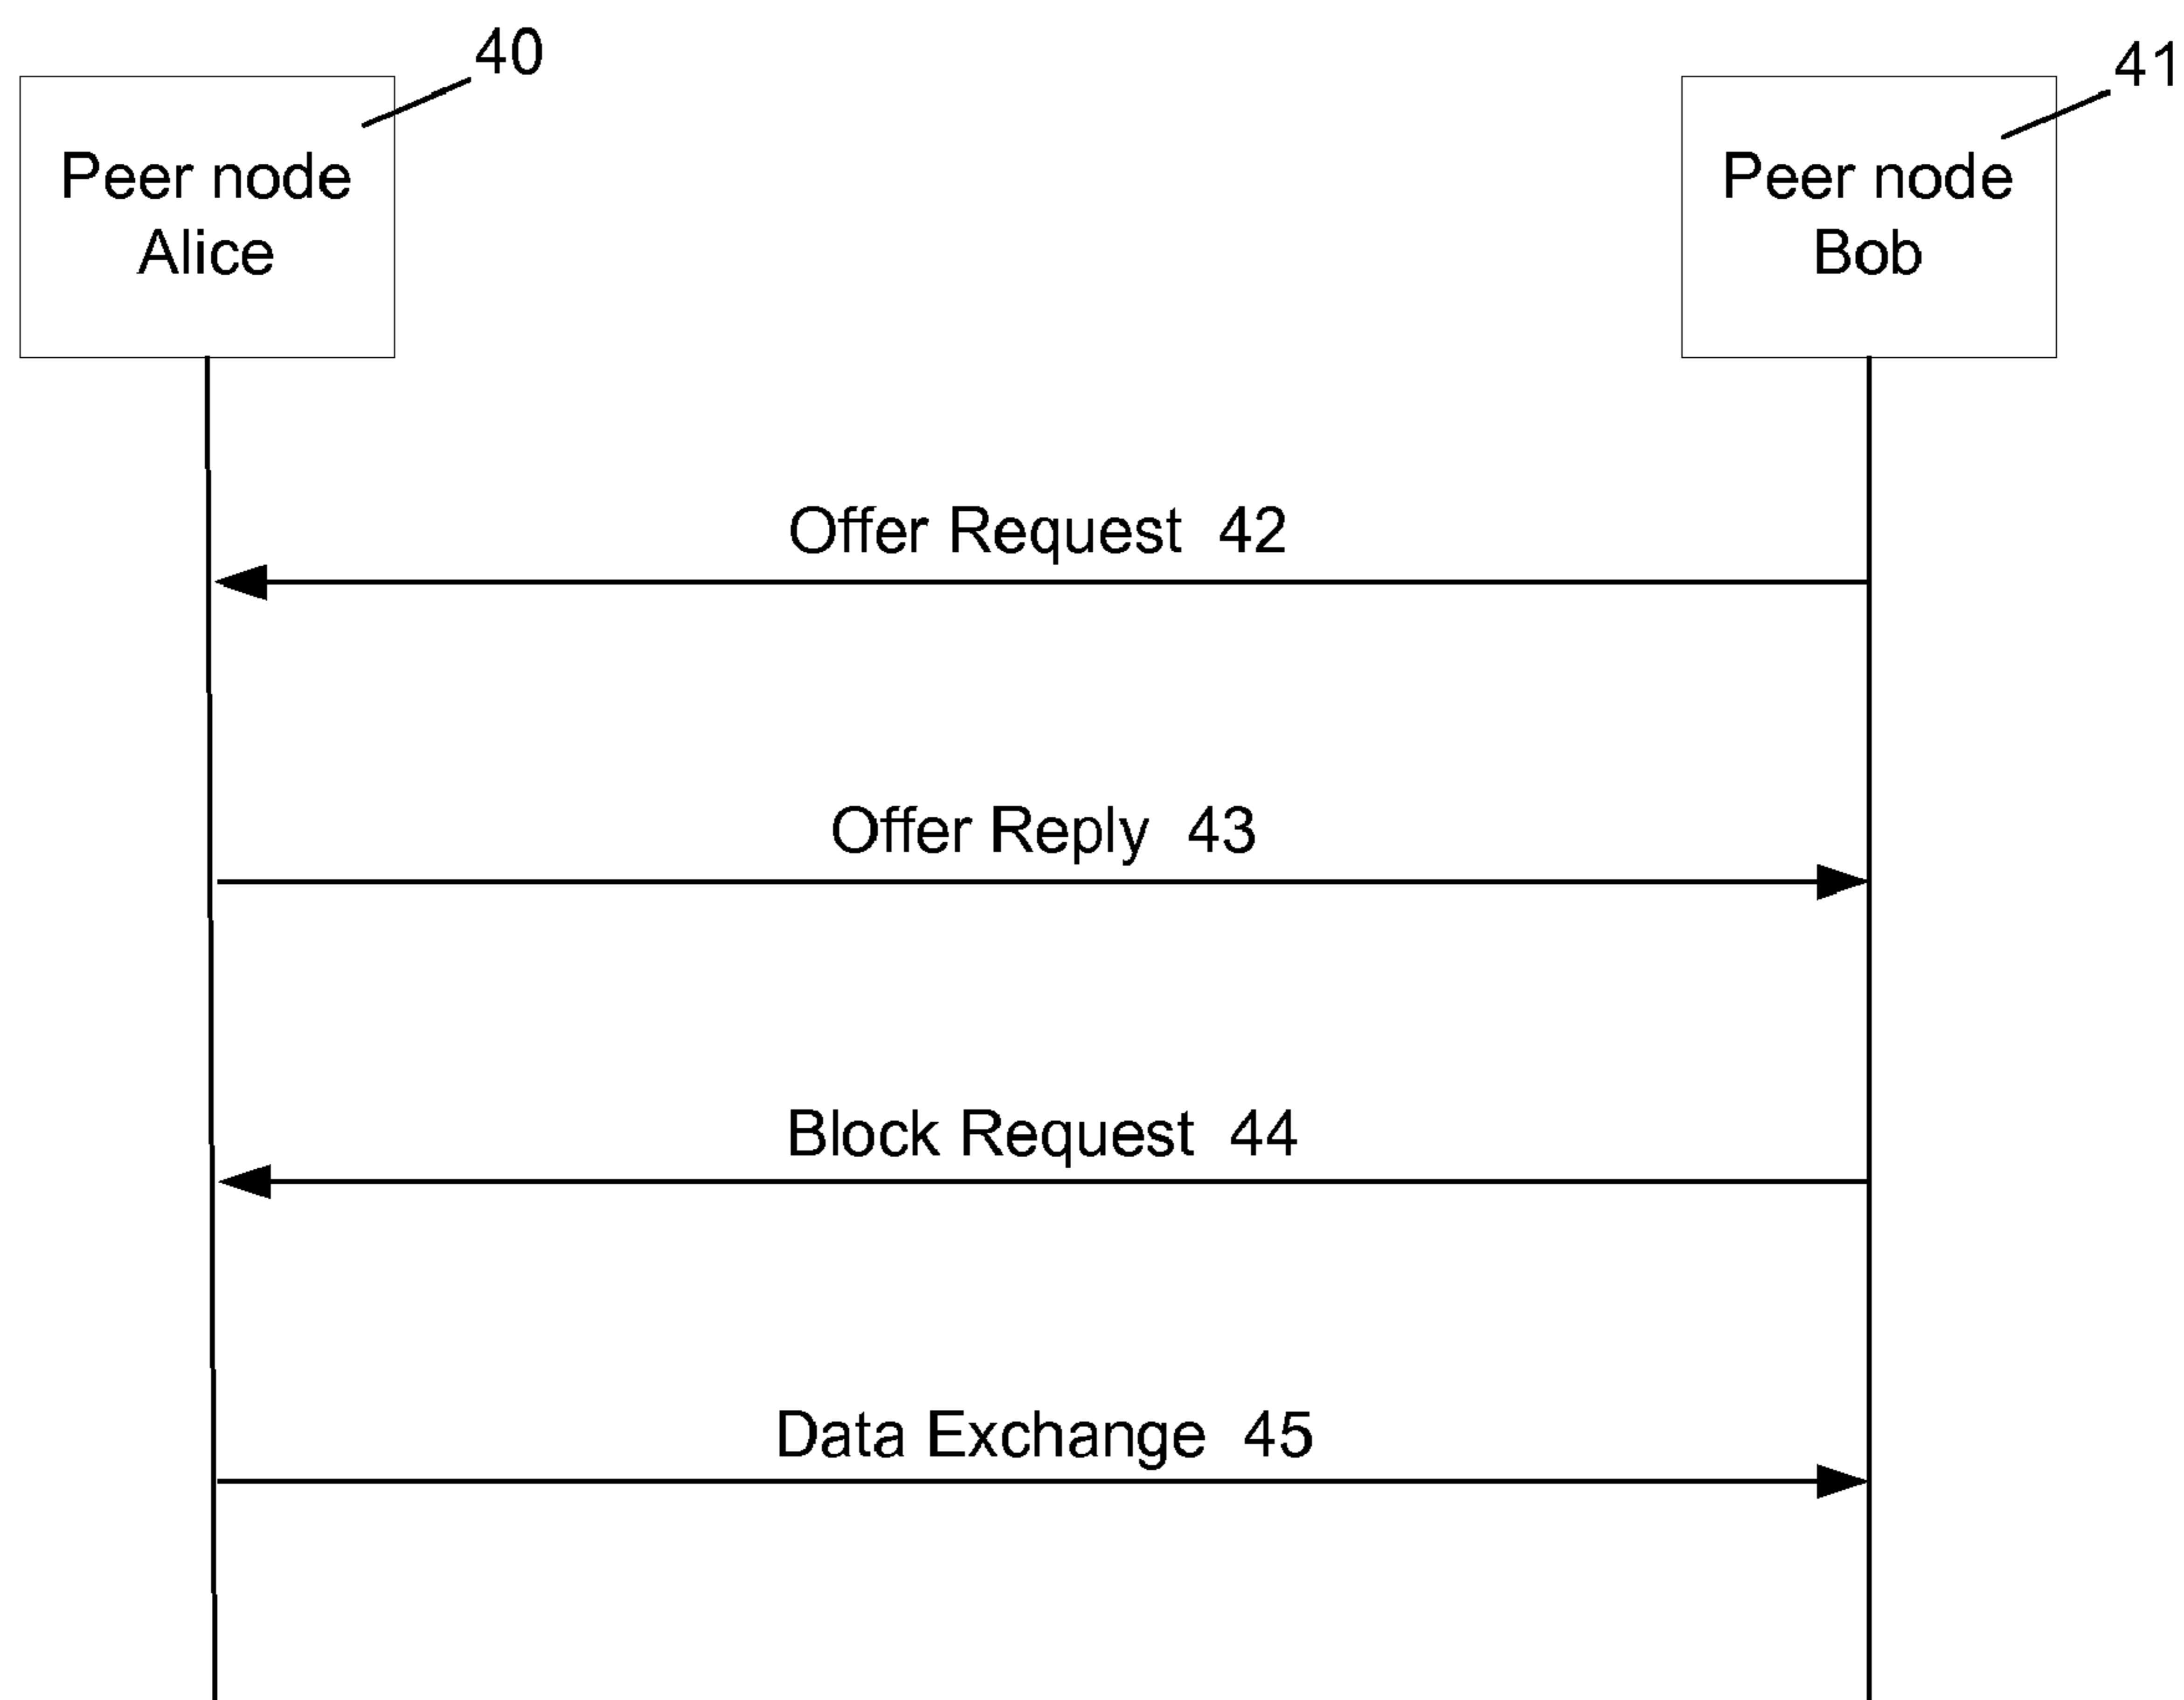 40
41
Peer node
Alice
Peer node
Bob
Offer Request 42
Offer Reply 43
Block Request 44
Data Exchange 45